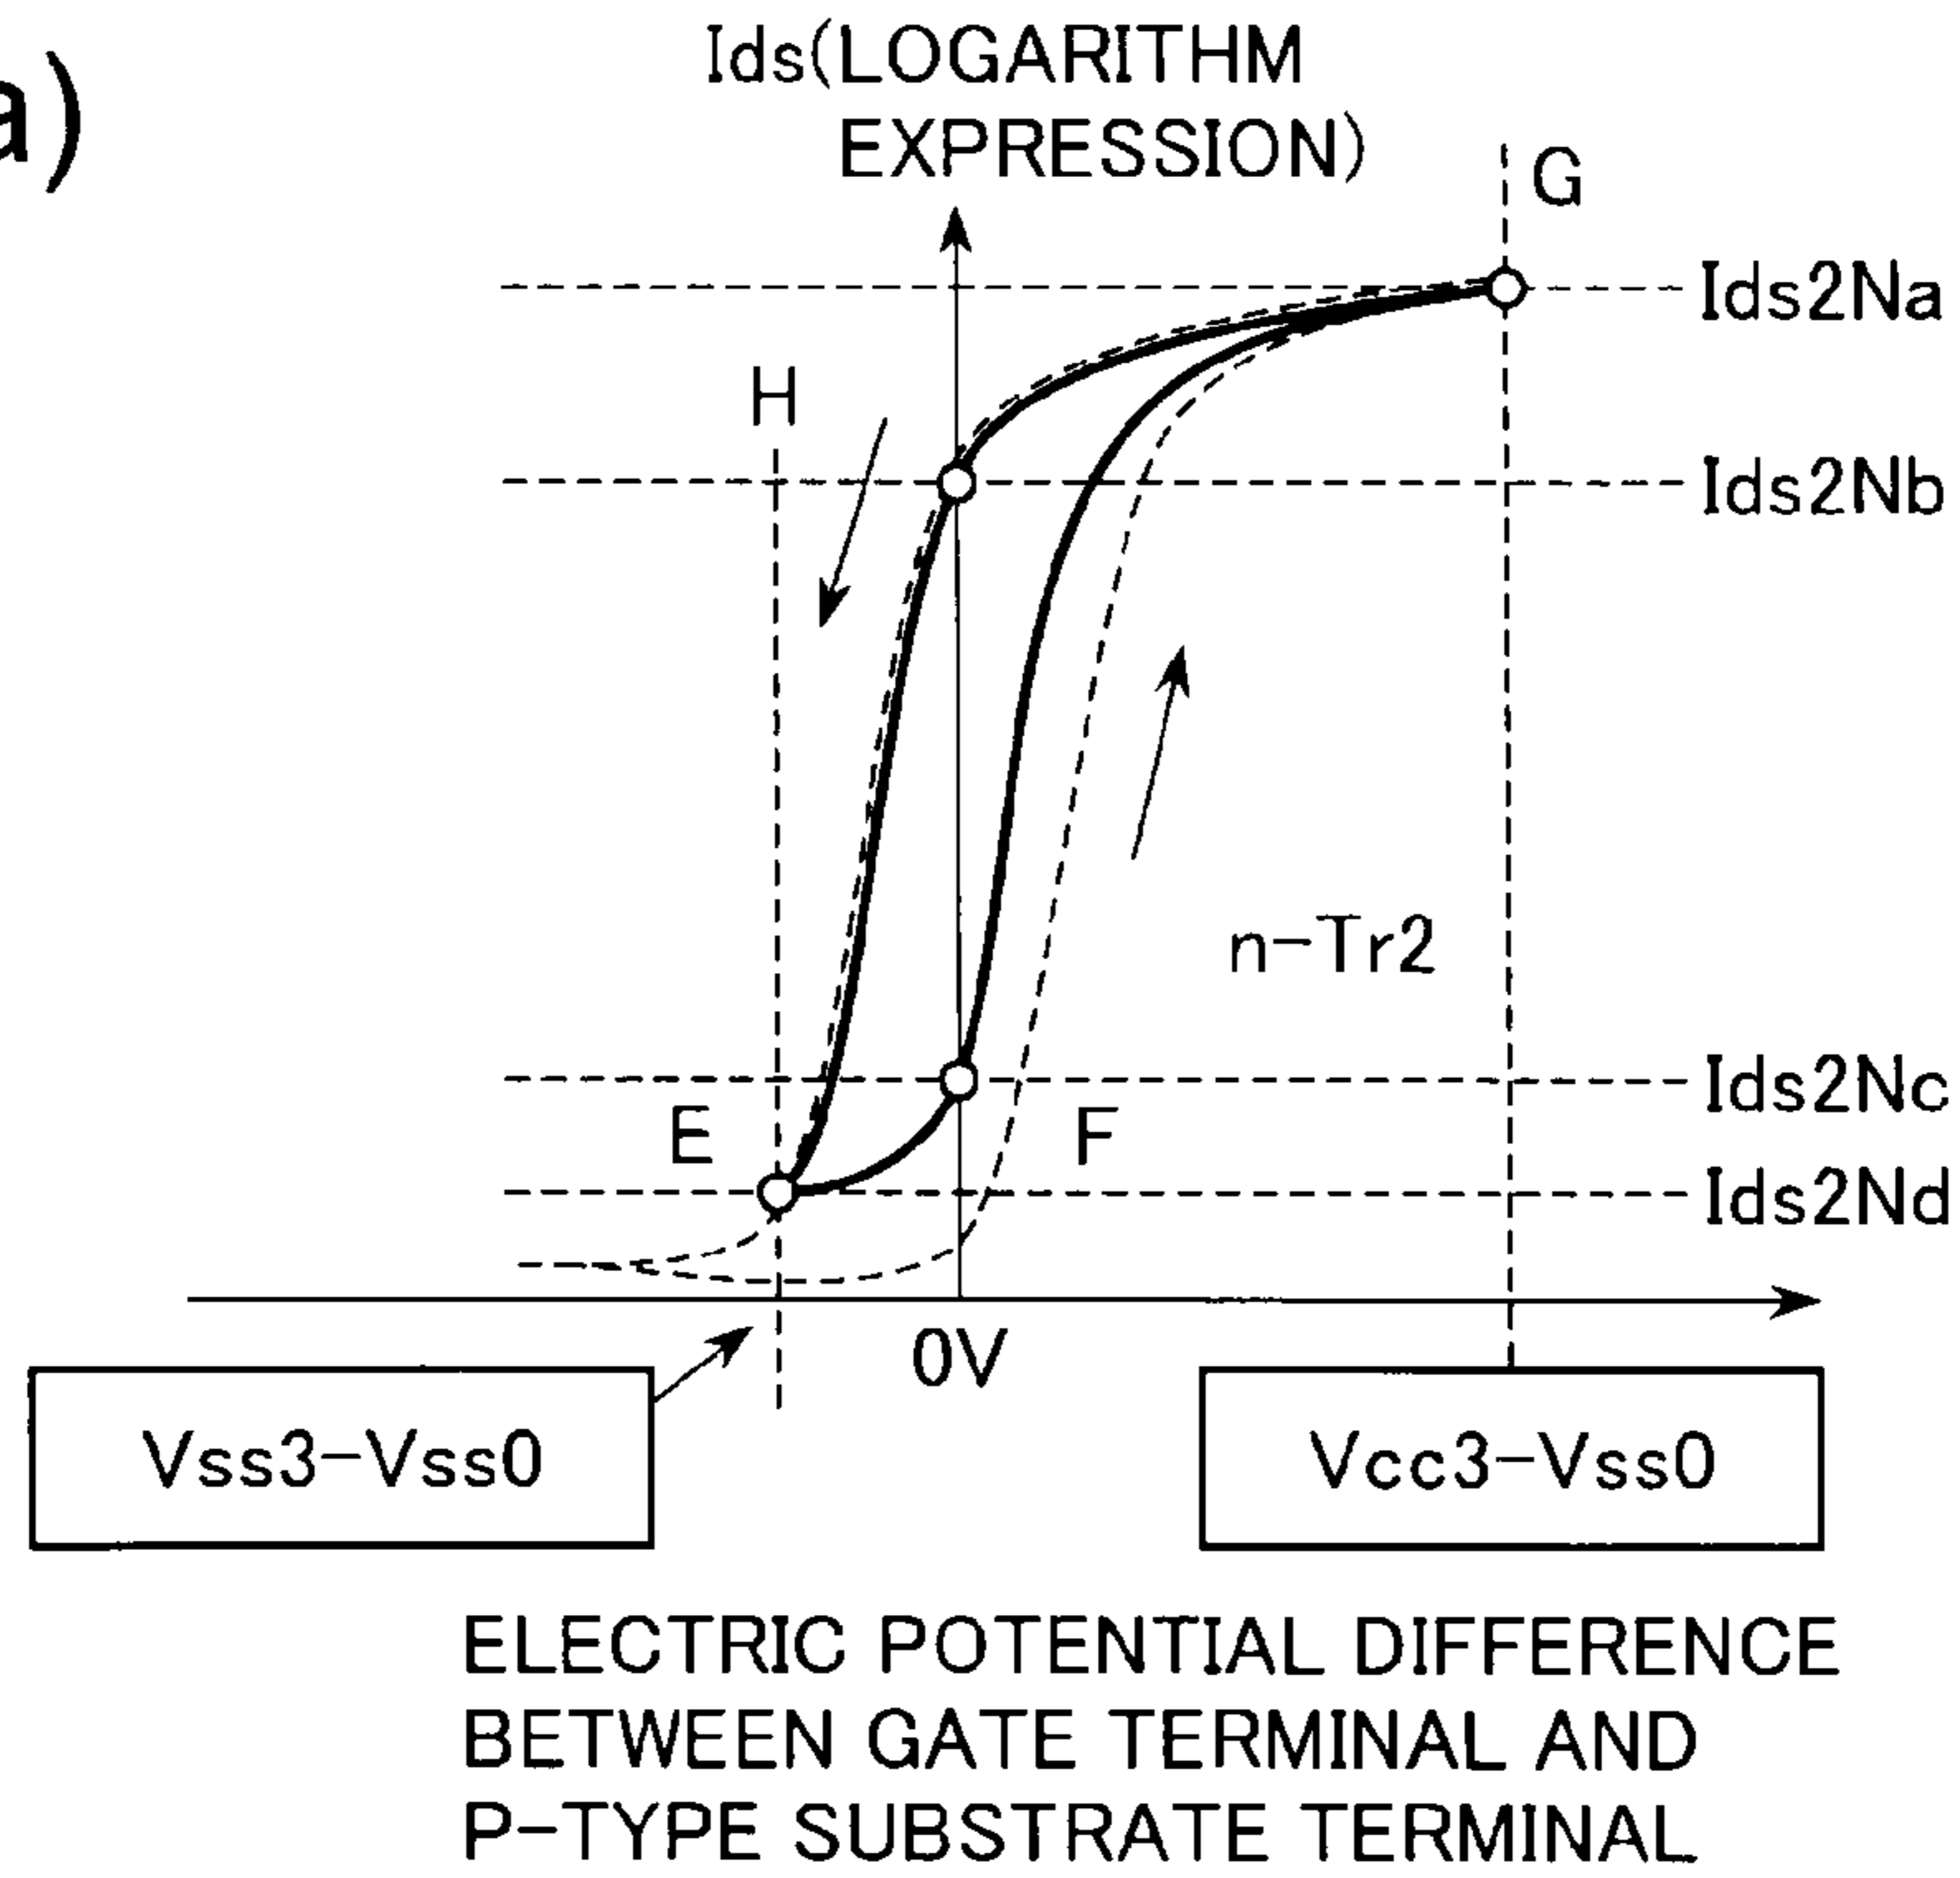 a)
Ids(LOGARITHM
EXPRESSION)
G
Ids2Na
H
Ids2Nb
n-Tr2
Ids2Nc
E
F
Ids2Nd
0V
Vss3-Vss0
Vcc3-Vss0
ELECTRIC POTENTIAL DIFFERENCE
BETWEEN GATE TERMINAL AND
P-TYPE SUBSTRATE TERMINAL